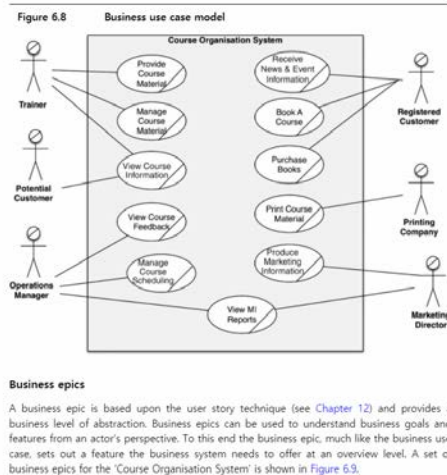 Figure 6.8 Business use case model
Course Organisation System
Trainer
Potential
Customer
Operations
Manager
Provide
Course
Material
Manage
Course
Material
View Course
Information
View Course
Feedback
Manage
Course
Scheduling
View MI
Reports
Receive
News & Event
Information
Book A
Course
Purchase
Books
Print Course
Material
Produce
Marketing
Information
Registered
Customer
Printing
Company
Marketing
Director
Business epics
A business epic is based upon the user story technique (see Chapter 12) and provides
business level of abstraction. Business epics can be used to understand business goals and
features from an actor's perspective. To this end the business epic, much like the business use
case, sets out a feature the business system needs to offer at an overview level. A set
business epics for the 'Course Organisation System' is shown in Figure 6.9.